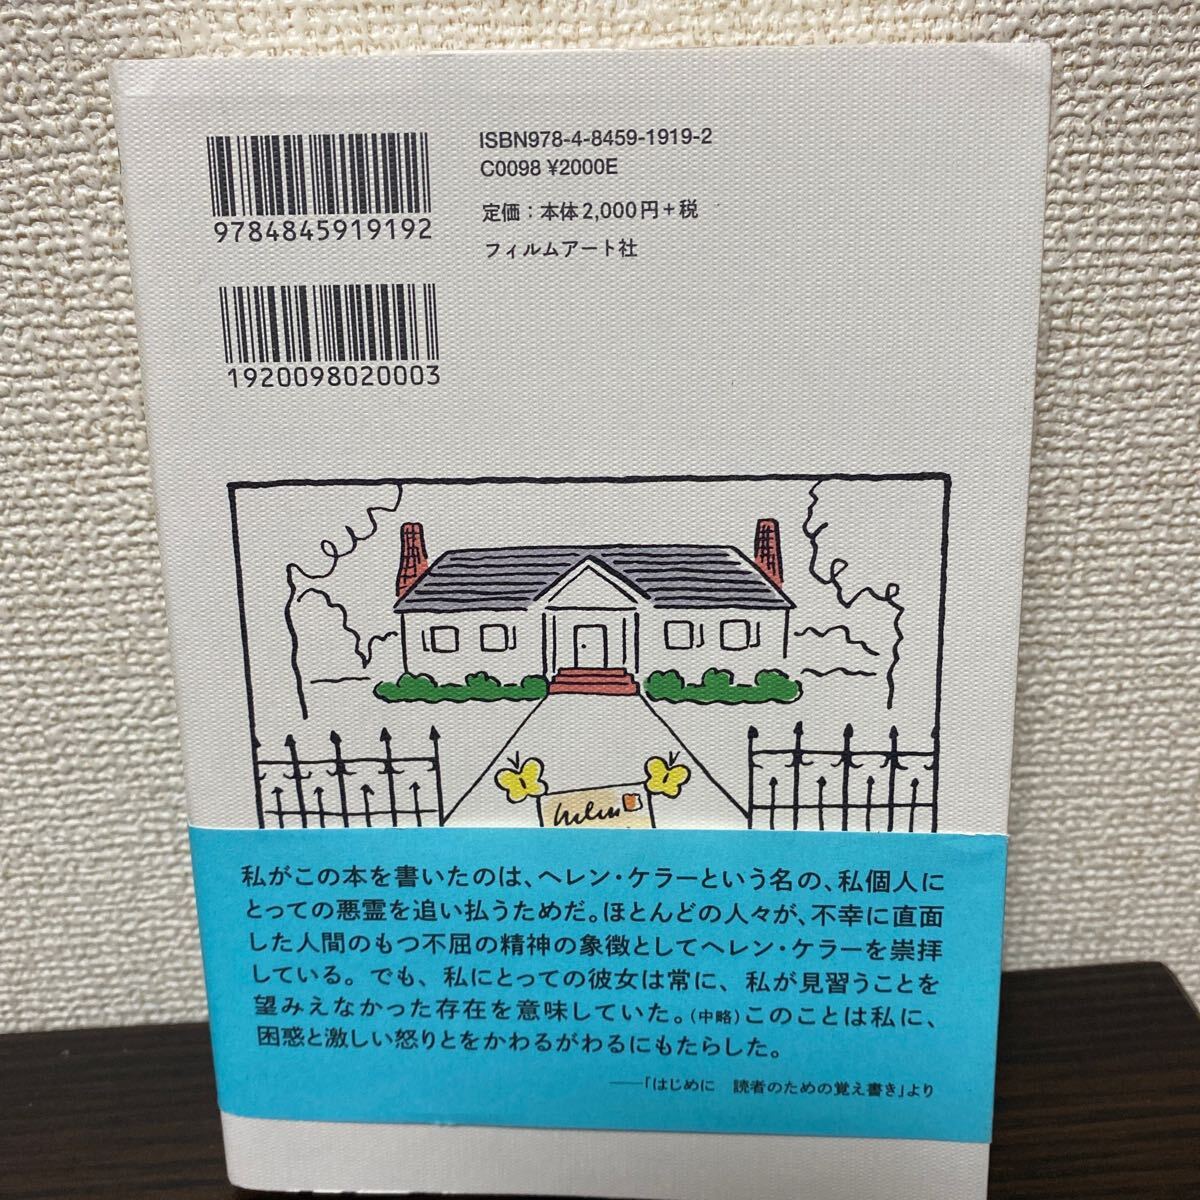 ISBN978-4-8459-1919-2
C0098 ¥2000E
定価：本体2,000円＋税
フィルムアート社
9784845919192
1920098020003
私がこの本を書いたのは、ヘレン・ケラーという名の、私個人に
とっての悪霊を追い払うためだ。ほとんどの人々が、不幸に直面
した人間のもつ不屈の精神の象徴としてヘレン・ケラーを崇拝
している。でも、私にとっての彼女は常に、私が見習うことを
望みえなかった存在を意味していた。(中略)このことは私に、
困惑と激しい怒りとをかわるがわるにもたらした。
――「はじめに　読者のための覚え書き」より